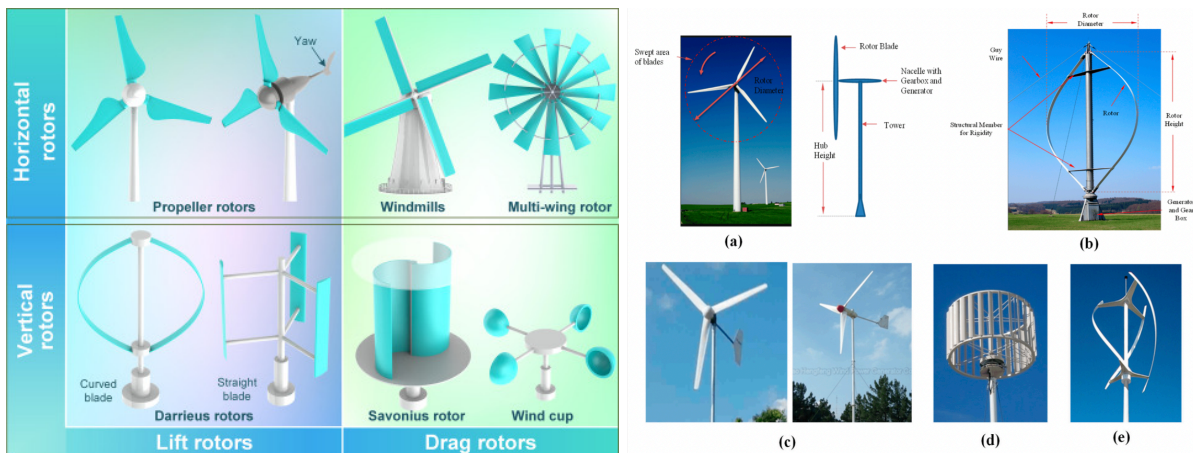 Horizontal
rotors
Yaw
Propeller rotors
Windmills
Multi-wing rotor
Vertical
rotors
Curved
blade
Straight
blade
Darrieus rotors
Savonius rotor
Wind cup
Lift rotors
Drag rotors
Swept area
of blades
Rotor
Diameter
Rotor Blade
Nacelle with
Gearbox and
Generator
Tower
Hub
Height
(a)
Rotor
Diameter
Guy
Wire
Rotor
Height
Rotor
Structural Member
for Rigidity
Generator
and Gear
Box
(b)
(c)
(d)
(e)